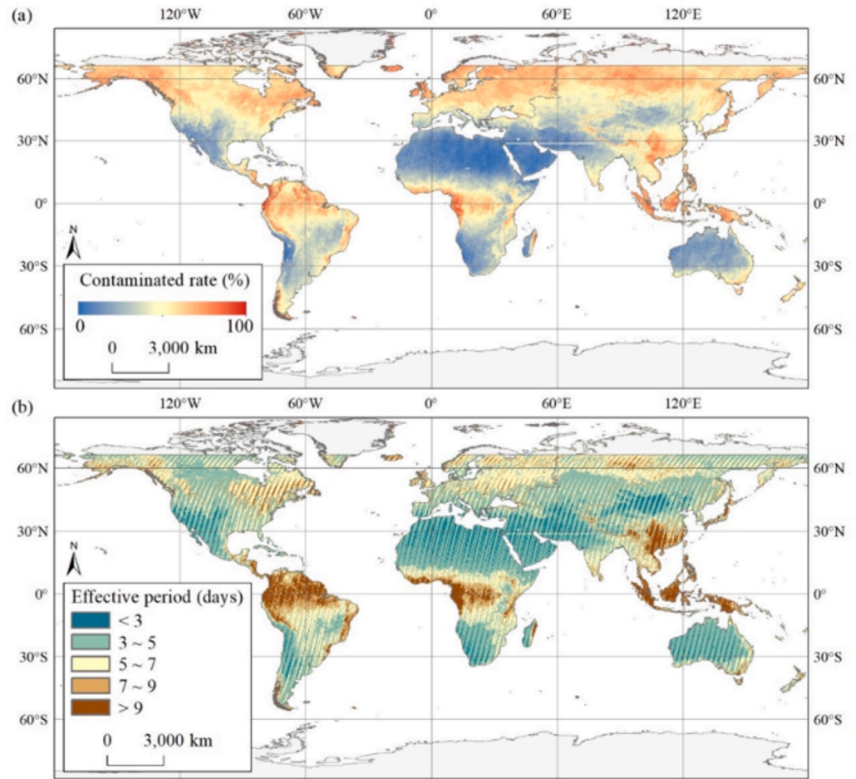 (a)
120°W 60°W 0° 60°E 120°E
60°N 60°N
30°N 30°N
0° 0°
N
30°S 30°S
60°S 60°S
Contaminated rate (%)
0 100
0 3,000 km
(b)
120°W 60°W 0° 60°E 120°E
60°N 60°N
30°N 30°N
N
0° 0°
30°S 30°S
60°S 60°S
Effective period (days)
< 3
3 ~ 5
5 ~ 7
7 ~ 9
> 9
0 3,000 km